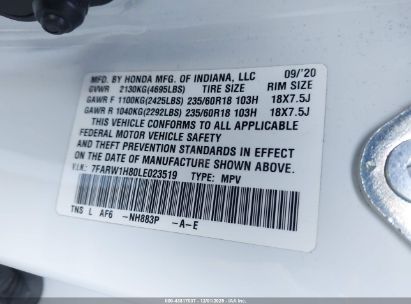 MFD. BY HONDA MFG. OF INDIANA, LLC 09/'20
GVWR 2130KG(4695LBS) TIRE SIZE RIM SIZE
GAWR F 1100KG(2425LBS) 235/60R18 103H 18X7.5J
GAWR R 1040KG(2292LBS) 235/60R18 103H 18X7.5J
THIS VEHICLE CONFORMS TO ALL APPLICABLE
FEDERAL MOTOR VEHICLE SAFETY, BUMPER,
AND THEFT PREVENTION STANDARDS IN EFFECT
ON THE DATE OF MANUFACTURE SHOWN ABOVE.
V.I.N.: 7FARW1H80LE023519 TYPE: MPV
TNS L AF6 -NH883P -A-E